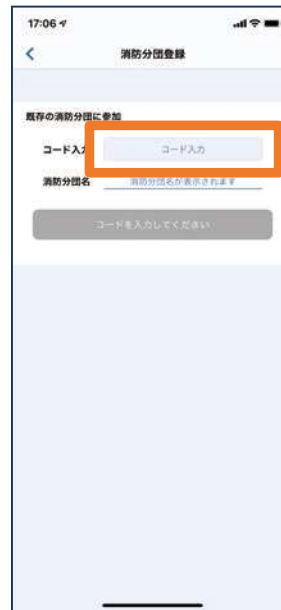 17:06
消防分団登録
既存の消防分団に参加
コード入力 コード入力
消防分団名 消防分団名が表示されます
コードを入力してください